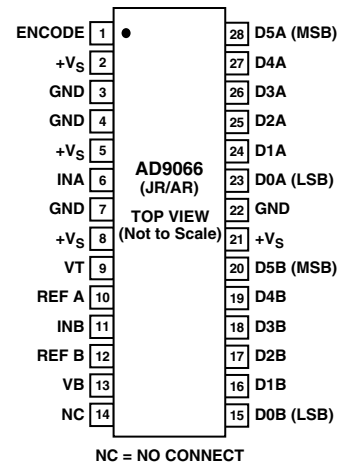 ENCODE 1 28 D5A (MSB)
+VS 2 27 D4A
GND 3 26 D3A
GND 4 25 D2A
+VS 5 24 D1A
INA 6 23 D0A (LSB)
GND 7 22 GND
+VS 8 21 +VS
VT 9 20 D5B (MSB)
REF A 10 19 D4B
INB 11 18 D3B
REF B 12 17 D2B
VB 13 16 D1B
NC 14 15 D0B (LSB)
AD9066
(JR/AR)
TOP VIEW
(Not to Scale)
NC = NO CONNECT